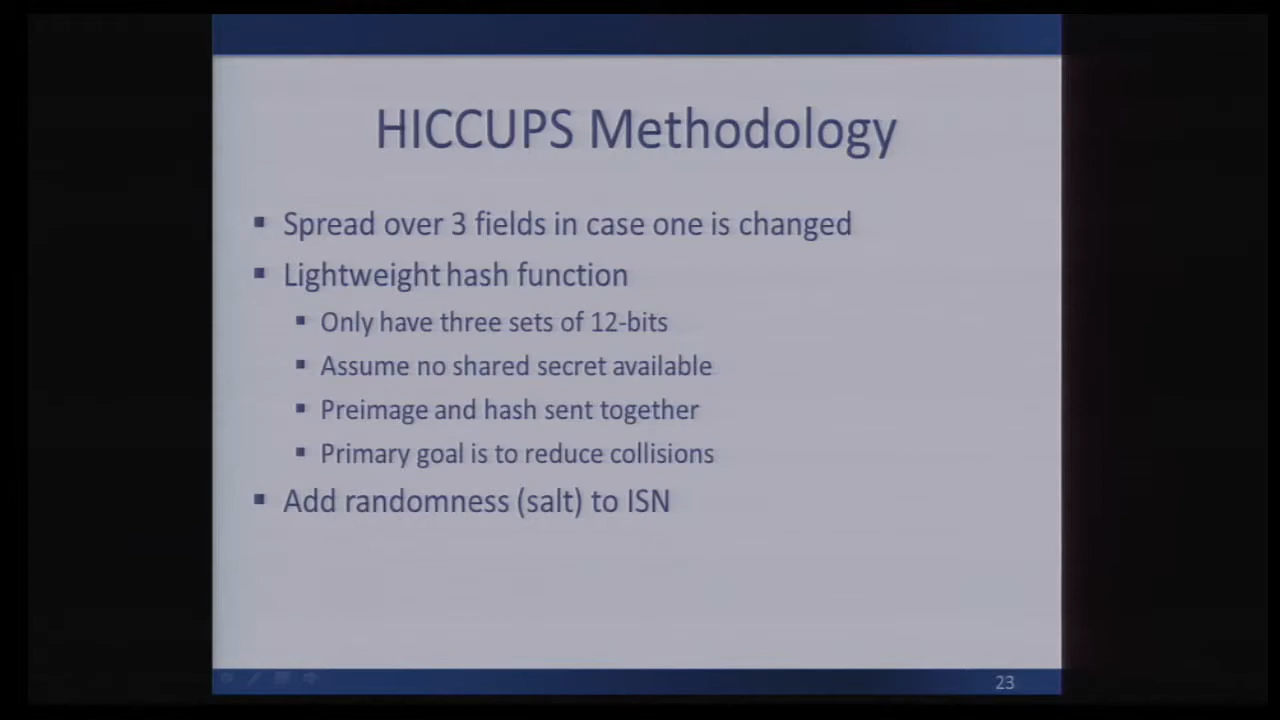 HICCUPS Methodology
Spread over 3 fields in case one is changed
Lightweight hash function
Only have three sets of 12-bits
Assume no shared secret available
Preimage and hash sent together
Primary goal is to reduce collisions
Add randomness (salt) to ISN
23